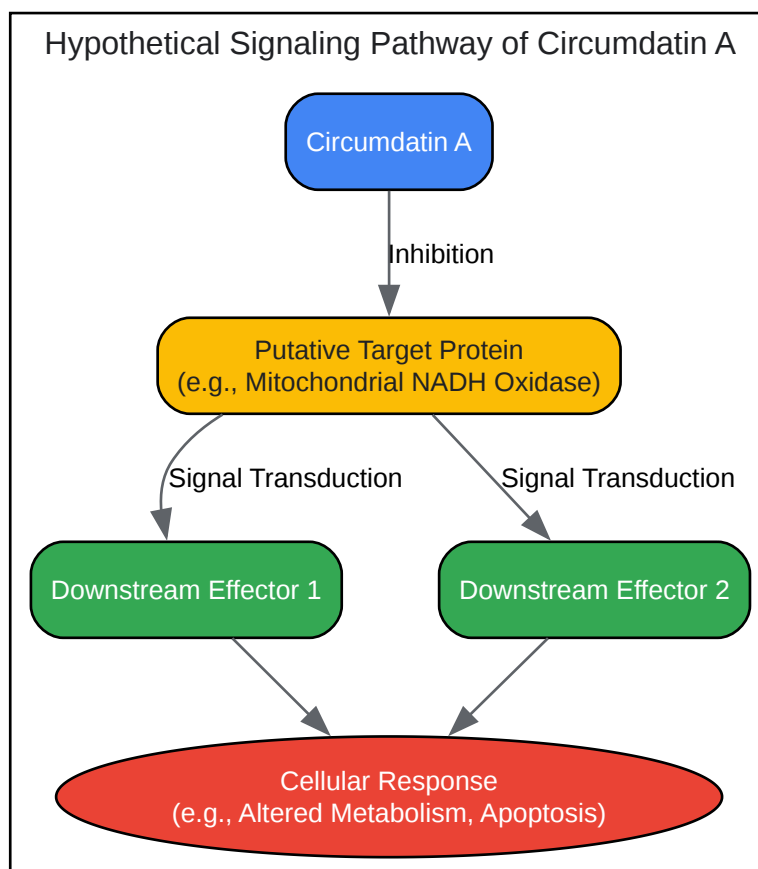 Hypothetical Signaling Pathway of Circumdatin A
Circumdatin A
Inhibition
Putative Target Protein
(e.g., Mitochondrial NADH Oxidase)
Signal Transduction
Signal Transduction
Downstream Effector 1
Downstream Effector 2
Cellular Response
(e.g., Altered Metabolism, Apoptosis)